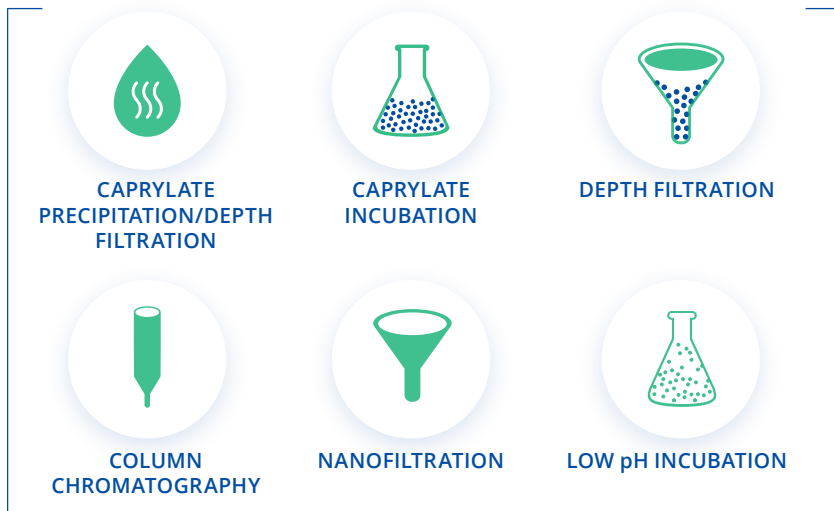 CAPRYLATE
PRECIPITATION/DEPTH
FILTRATION
CAPRYLATE
INCUBATION
DEPTH FILTRATION
COLUMN
CHROMATOGRAPHY
NANOFILTRATION
LOW pH INCUBATION